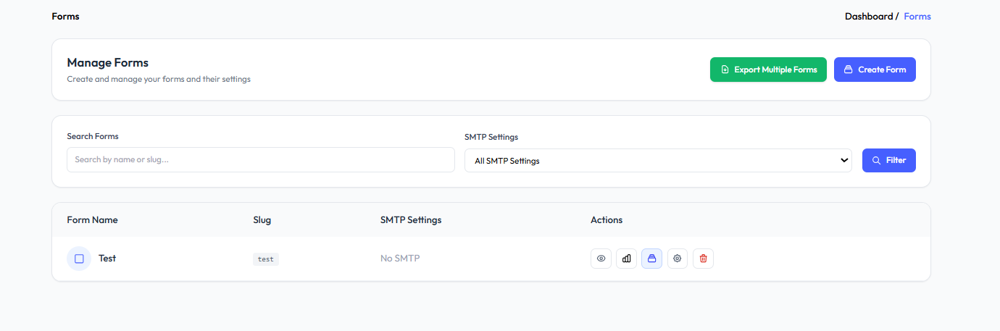 Forms
Dashboard / Forms
Manage Forms
Create and manage your forms and their settings
Export Multiple Forms
Create Form
Search Forms
SMTP Settings
Search by name or slug...
All SMTP Settings
Filter
Form Name Slug SMTP Settings Actions
Test test No SMTP